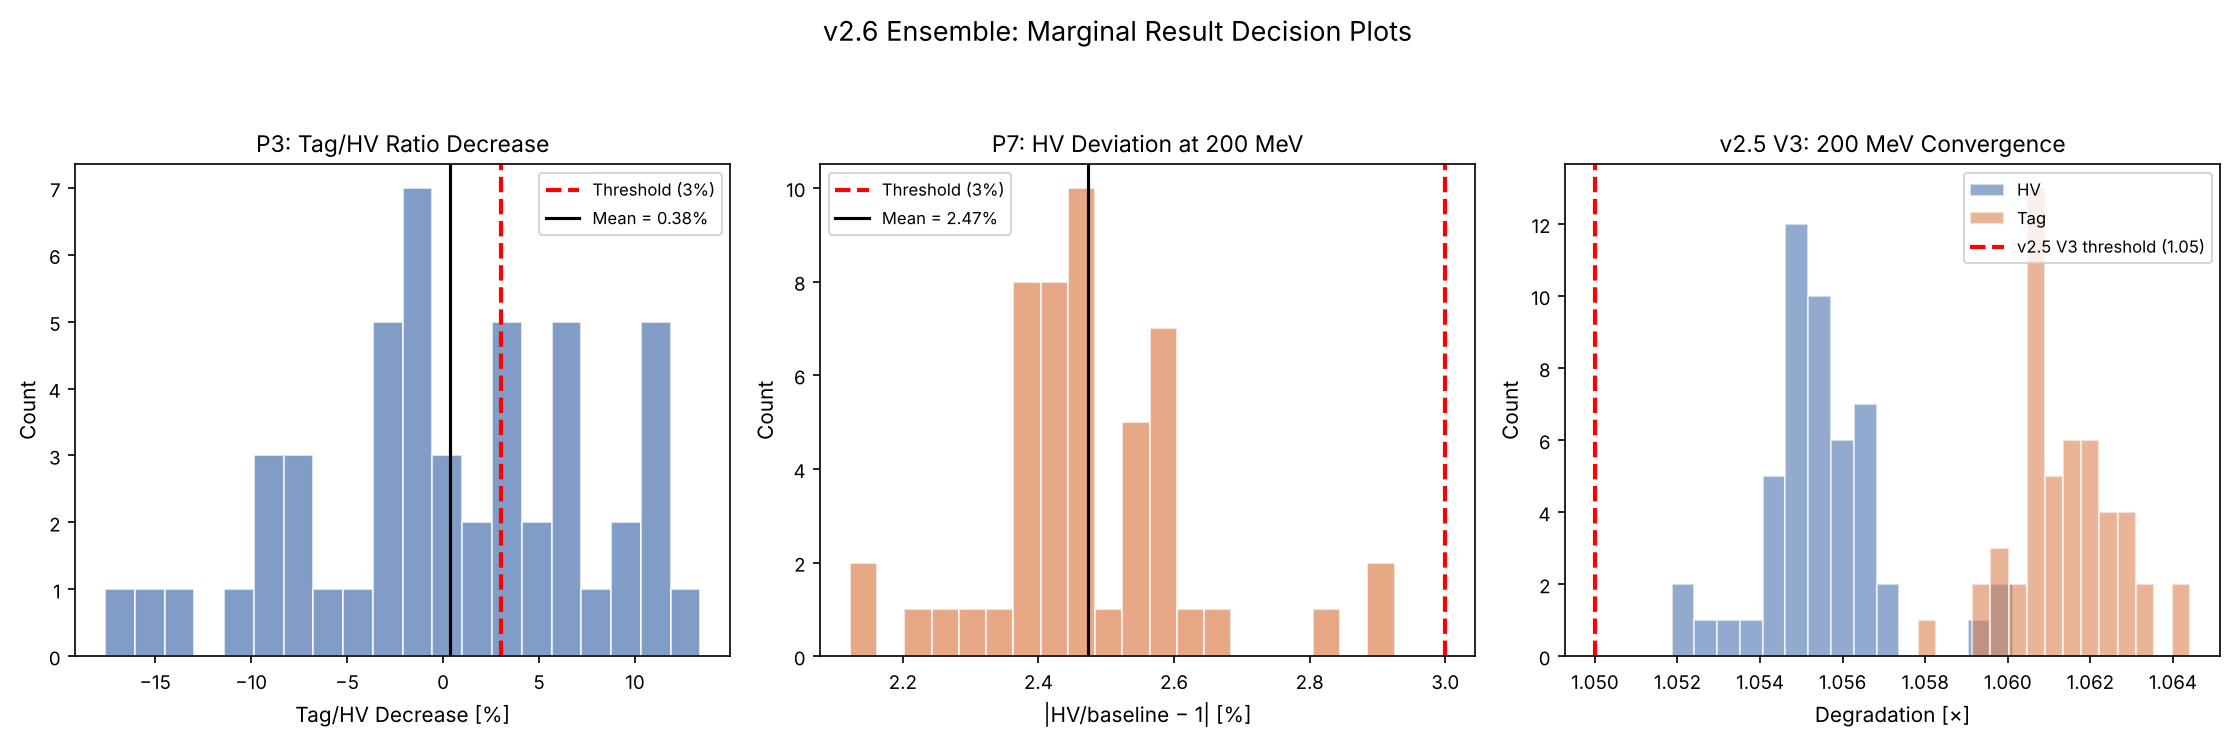 v2.6 Ensemble: Marginal Result Decision Plots
P3: Tag/HV Ratio Decrease
Threshold (3%)
Mean = 0.38%
Count
7
6
5
4
3
2
1
0
−15
−10
−5
0
5
10
Tag/HV Decrease [%]
P7: HV Deviation at 200 MeV
Threshold (3%)
Mean = 2.47%
Count
10
8
6
4
2
0
2.2
2.4
2.6
2.8
3.0
|HV/baseline − 1| [%]
v2.5 V3: 200 MeV Convergence
HV
Tag
v2.5 V3 threshold (1.05)
Count
12
10
8
6
4
2
0
1.050
1.052
1.054
1.056
1.058
1.060
1.062
1.064
Degradation [×]